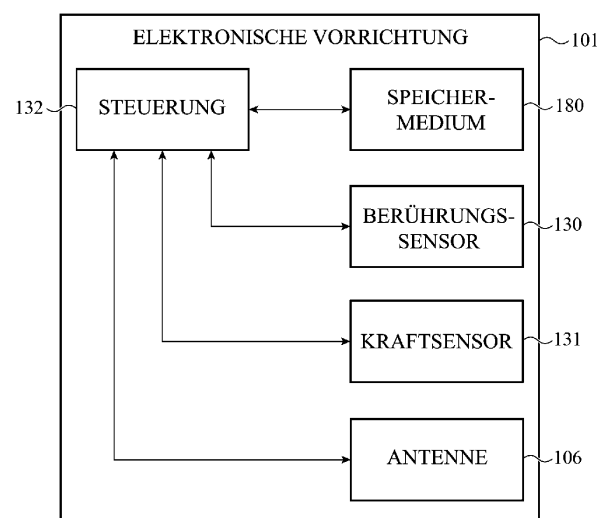 ELEKTRONISCHE VORRICHTUNG
101
132
STEUERUNG
SPEICHER-
MEDIUM
180
BERÜHRUNGS-
SENSOR
130
KRAFTSENSOR
131
ANTENNE
106